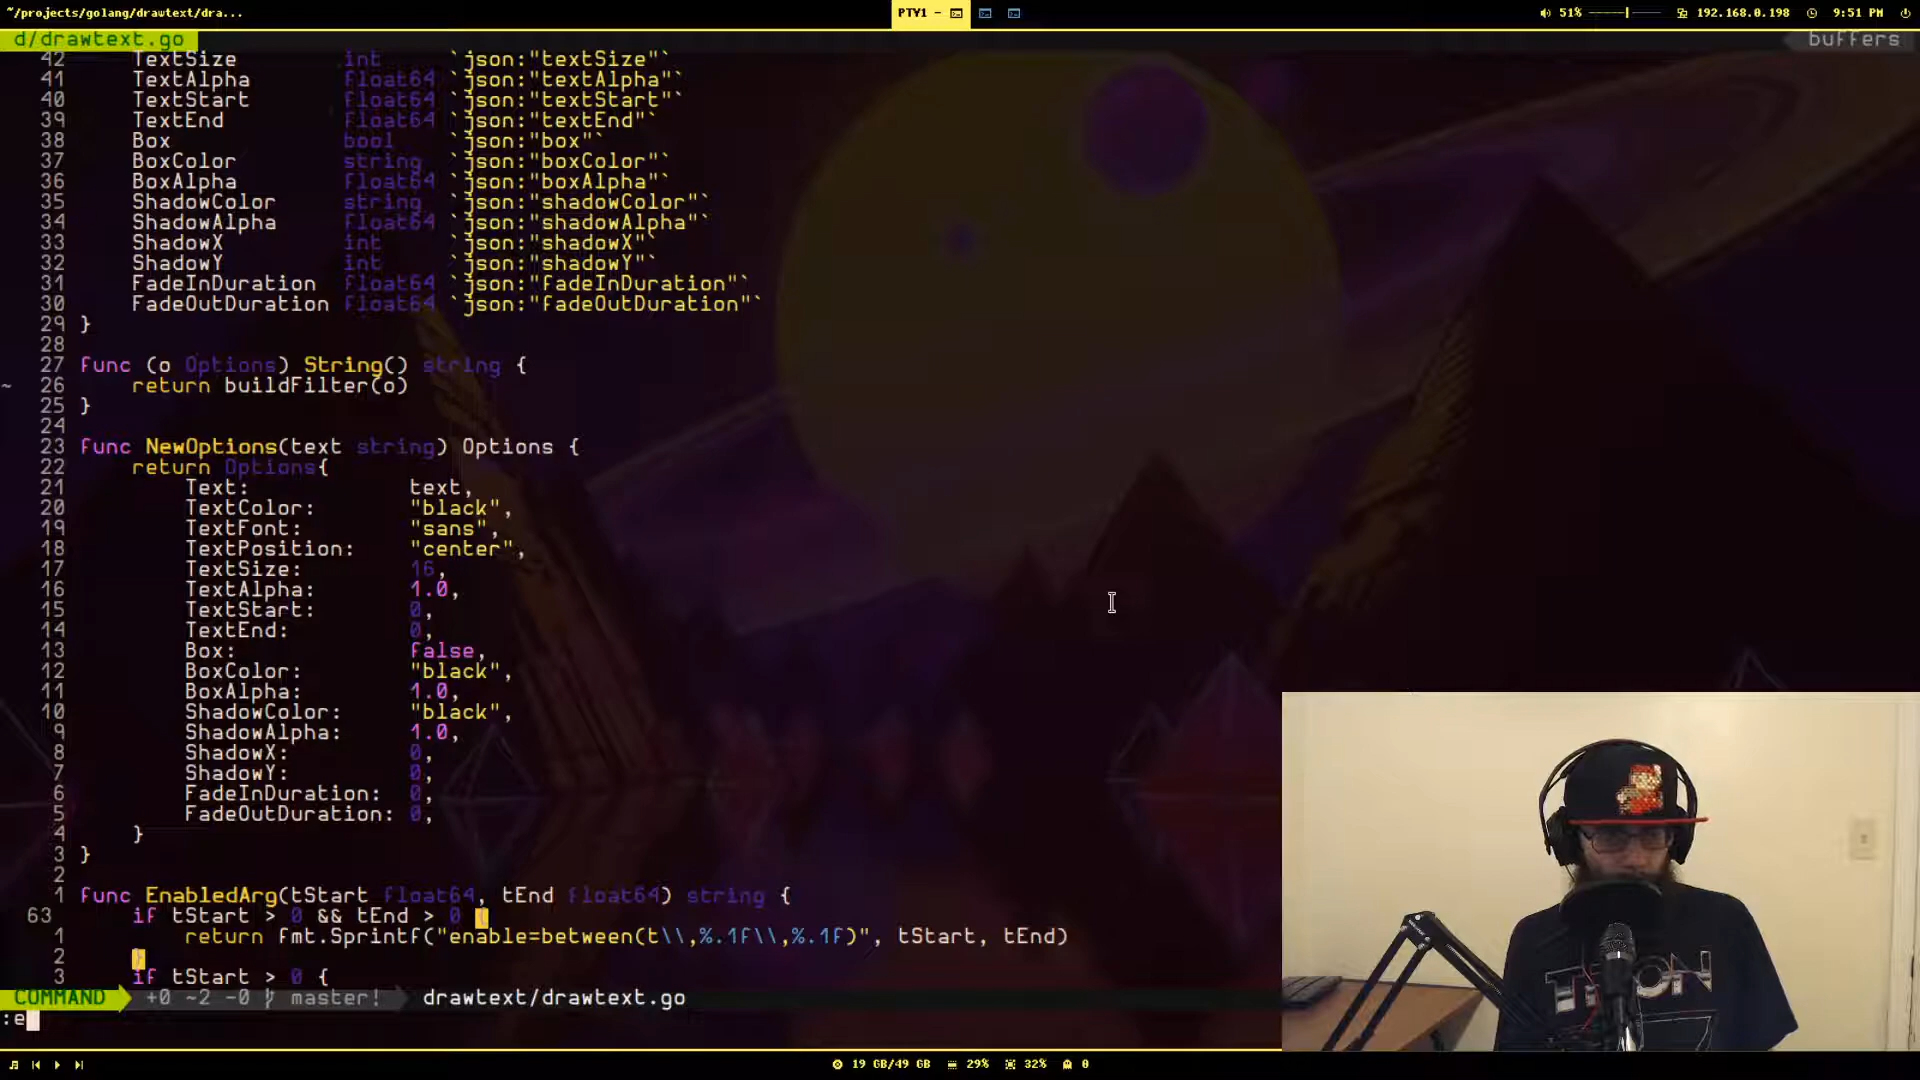 ~/projects/golang/drawtext/dra...
PTY1 -
51%
192.168.0.198
9:51 PM
d/drawtext.go
buffers
42 TextSize int `json:"textSize"`
41 TextAlpha float64 `json:"textAlpha"`
40 TextStart float64 `json:"textStart"`
39 TextEnd float64 `json:"textEnd"`
38 Box bool `json:"box"`
37 BoxColor string `json:"boxColor"`
36 BoxAlpha float64 `json:"boxAlpha"`
35 ShadowColor string `json:"shadowColor"`
34 ShadowAlpha float64 `json:"shadowAlpha"`
33 ShadowX int `json:"shadowX"`
32 ShadowY int `json:"shadowY"`
31 FadeInDuration float64 `json:"fadeInDuration"`
30 FadeOutDuration float64 `json:"fadeOutDuration"`
29 }
28
27 func (o Options) String() string {
~ 26 return buildFilter(o)
25 }
24
23 func NewOptions(text string) Options {
22 return Options{
21 Text: text,
20 TextColor: "black",
19 TextFont: "sans",
18 TextPosition: "center",
17 TextSize: 16,
16 TextAlpha: 1.0,
15 TextStart: 0,
14 TextEnd: 0,
13 Box: false,
12 BoxColor: "black",
11 BoxAlpha: 1.0,
10 ShadowColor: "black",
9 ShadowAlpha: 1.0,
8 ShadowX: 0,
7 ShadowY: 0,
6 FadeInDuration: 0,
5 FadeOutDuration: 0,
4 }
3 }
2
1 func EnabledArg(tStart float64, tEnd float64) string {
63 if tStart > 0 && tEnd > 0 {
1 return fmt.Sprintf("enable=between(t\\,%.1f\\,%.1f)", tStart, tEnd)
2 }
3 if tStart > 0 {
COMMAND +0 ~2 -0 master! drawtext/drawtext.go
:e
TRON
19 GB/49 GB 29% 32% 0